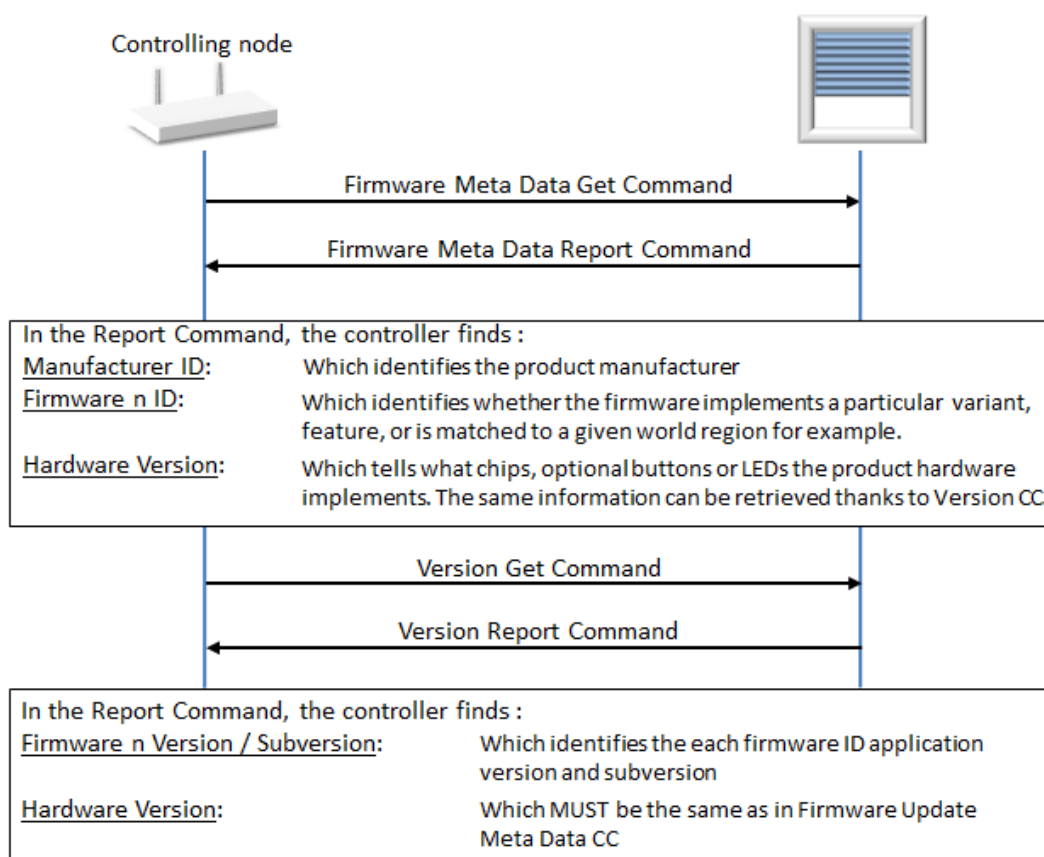 Controlling node
Firmware Meta Data Get Command
Firmware Meta Data Report Command
In the Report Command, the controller finds :
Manufacturer ID: Which identifies the product manufacturer
Firmware n ID: Which identifies whether the firmware implements a particular variant,
feature, or is matched to a given world region for example.
Hardware Version: Which tells what chips, optional buttons or LEDs the product hardware
implements. The same information can be retrieved thanks to Version CC.
Version Get Command
Version Report Command
In the Report Command, the controller finds :
Firmware n Version / Subversion: Which identifies the each firmware ID application
version and subversion
Hardware Version: Which MUST be the same as in Firmware Update
Meta Data CC